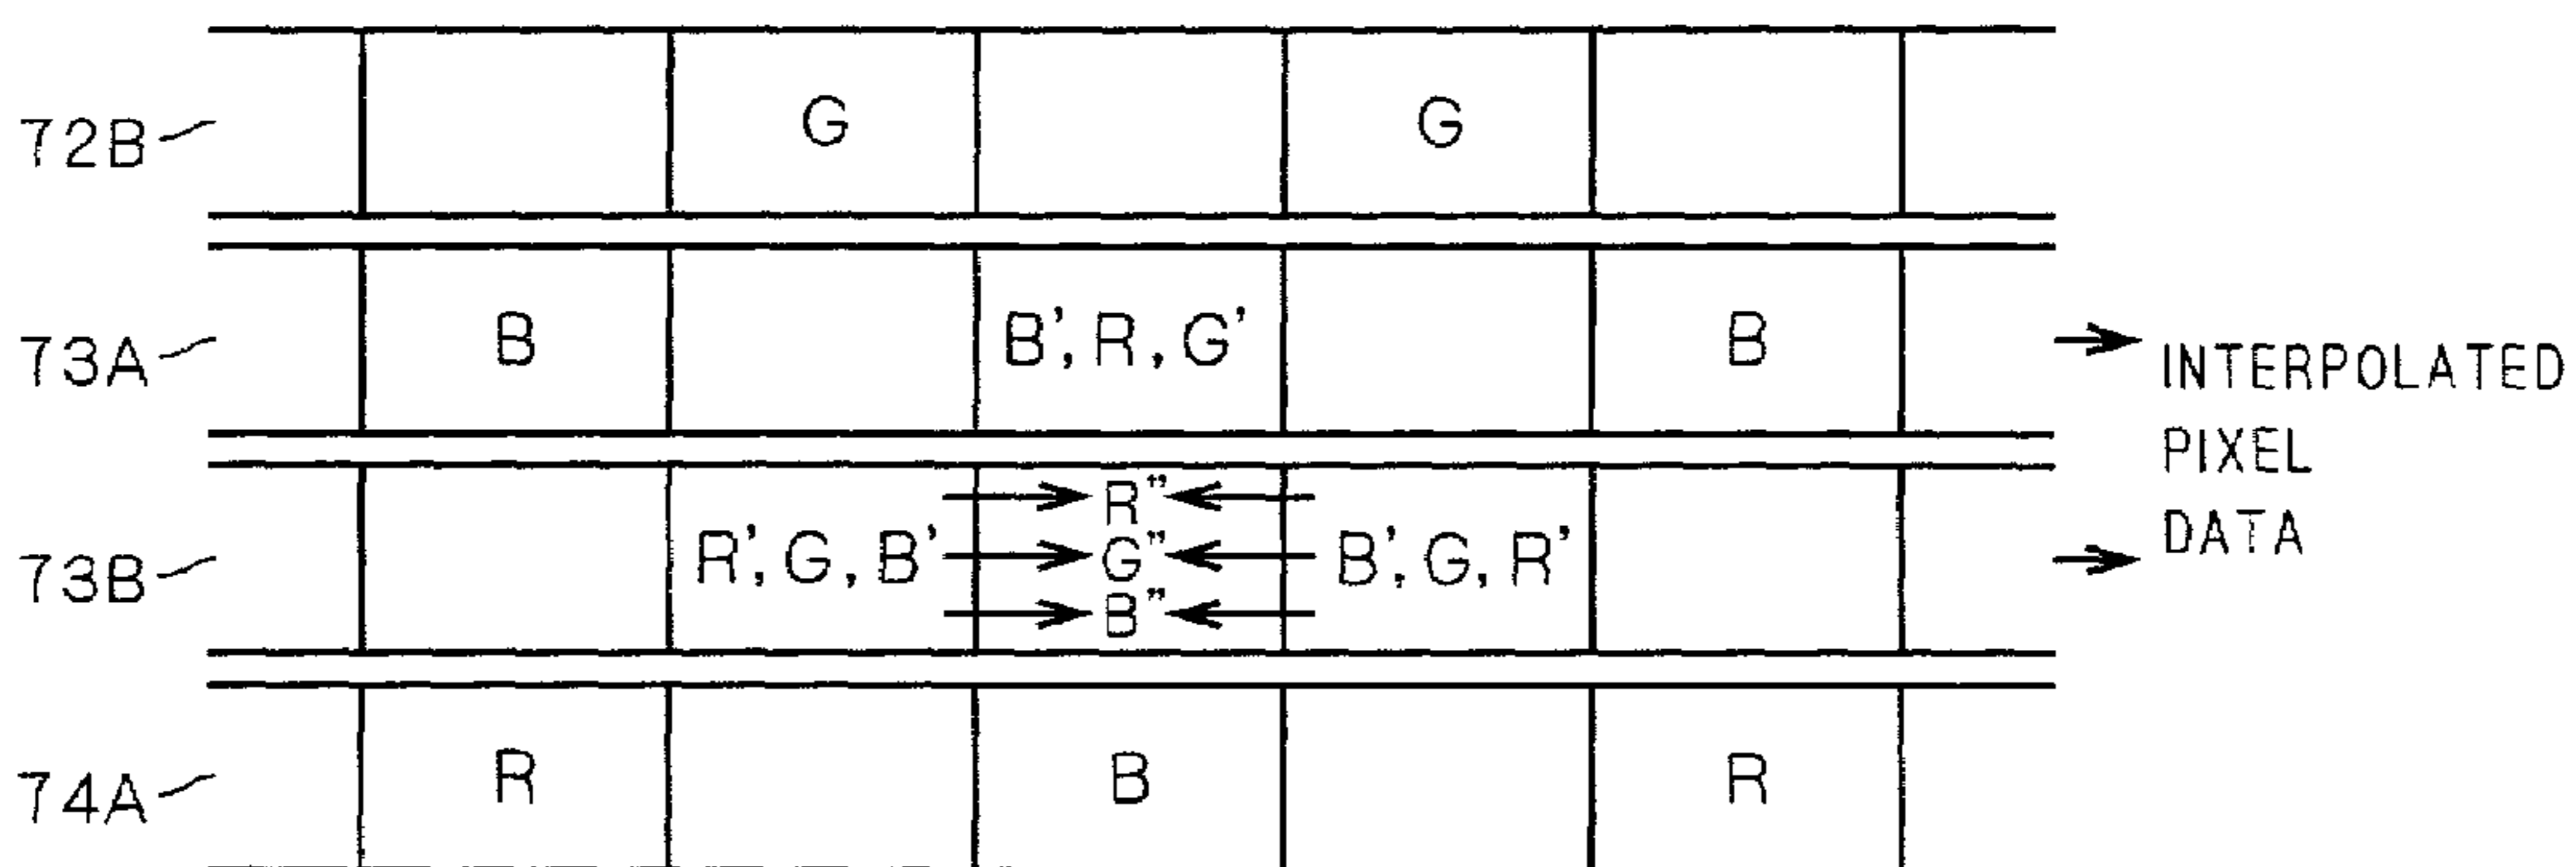 72B G G
73A B B', R, G' B
INTERPOLATED
PIXEL
DATA
R"
73B R', G, B' G" B', G, R'
B"
74A R B R